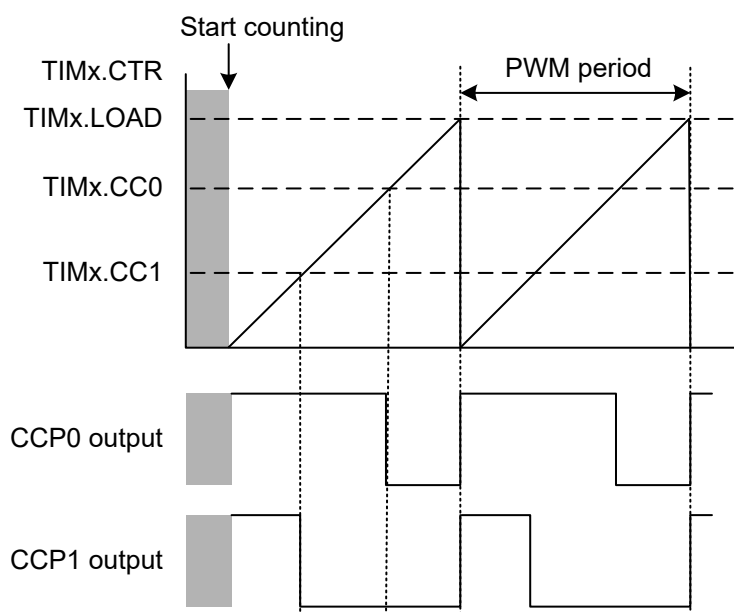 Start counting
TIMx.CTR
PWM period
TIMx.LOAD
TIMx.CC0
TIMx.CC1
CCP0 output
CCP1 output